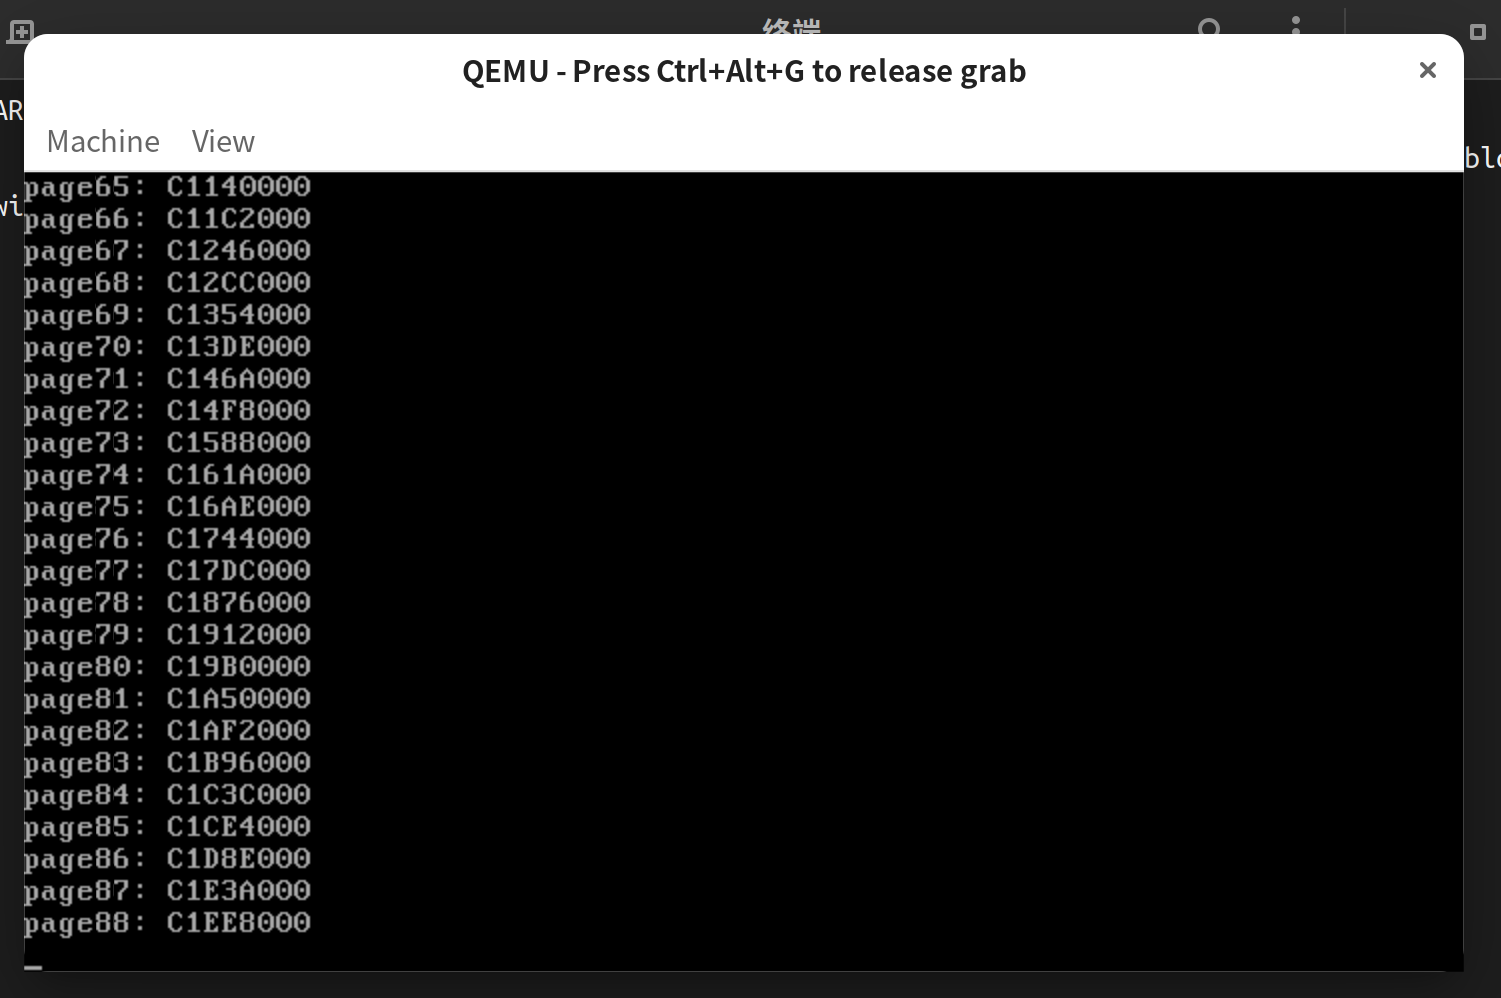 终端
QEMU - Press Ctrl+Alt+G to release grab
Machine View
page65: C1140000
page66: C11C2000
page67: C1246000
page68: C12CC000
page69: C1354000
page70: C13DE000
page71: C146A000
page72: C14F8000
page73: C1588000
page74: C161A000
page75: C16AE000
page76: C1744000
page77: C17DC000
page78: C1876000
page79: C1912000
page80: C19B0000
page81: C1A50000
page82: C1AF2000
page83: C1B96000
page84: C1C3C000
page85: C1CE4000
page86: C1D8E000
page87: C1E3A000
page88: C1EE8000